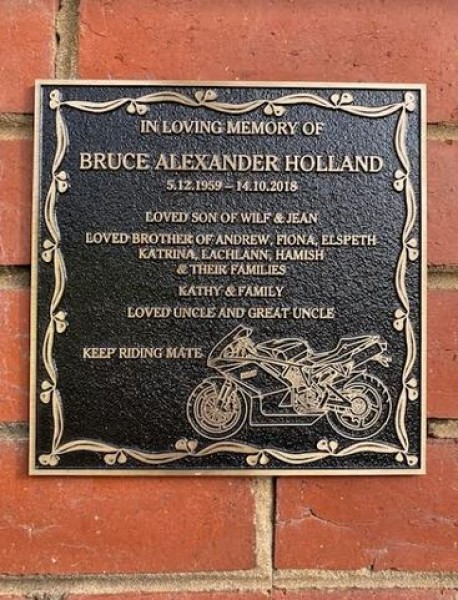 IN LOVING MEMORY OF
BRUCE ALEXANDER HOLLAND
5.12.1959 – 14.10.2018
LOVED SON OF WILF & JEAN
LOVED BROTHER OF ANDREW, FIONA, ELSPETH
KATRINA, LACHLANN, HAMISH
& THEIR FAMILIES
KATHY & FAMILY
LOVED UNCLE AND GREAT UNCLE
KEEP RIDING MATE